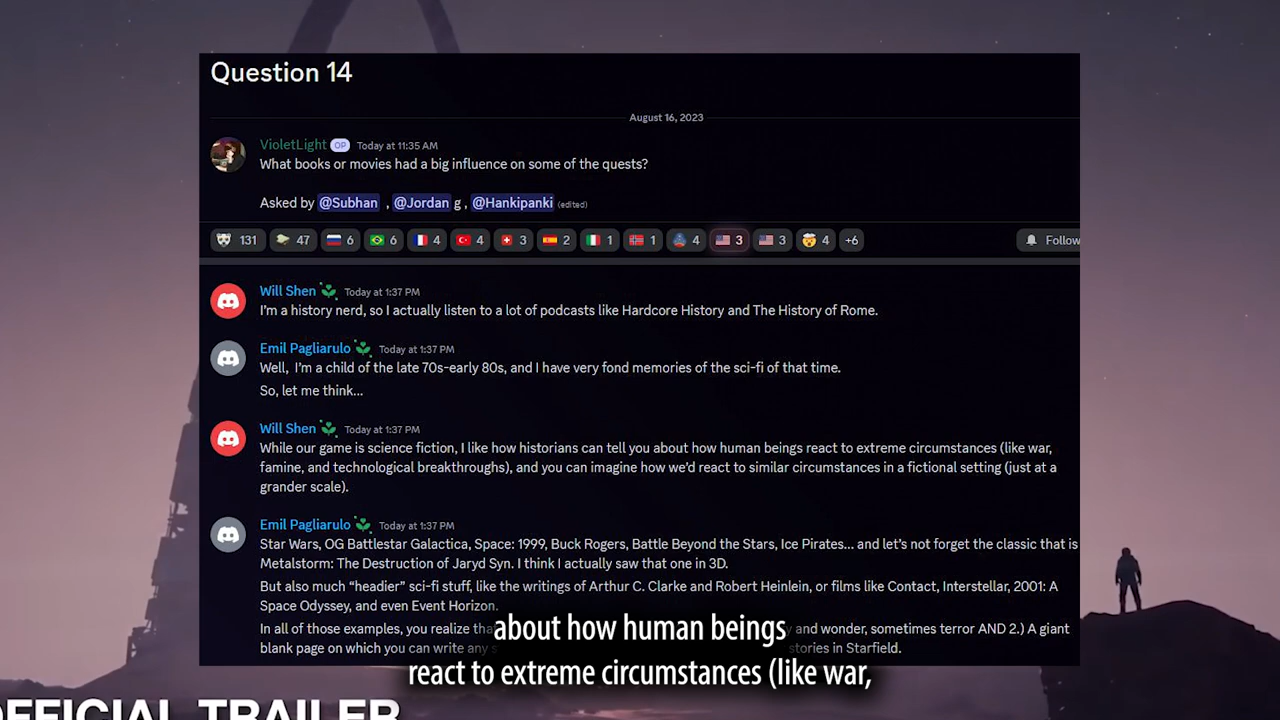 Question 14
August 16, 2023
VioletLight OP Today at 11:35 AM
What books or movies had a big influence on some of the quests?
Asked by @Subhan , @Jordan g , @Hankipanki (edited)
131 47 6 6 4 4 3 2 1 1 4 3 3 4 +6 Follow
Will Shen Today at 1:37 PM
I'm a history nerd, so I actually listen to a lot of podcasts like Hardcore History and The History of Rome.
Emil Pagliarulo Today at 1:37 PM
Well, I'm a child of the late 70s-early 80s, and I have very fond memories of the sci-fi of that time.
So, let me think...
Will Shen Today at 1:37 PM
While our game is science fiction, I like how historians can tell you about how human beings react to extreme circumstances (like war,
famine, and technological breakthroughs), and you can imagine how we'd react to similar circumstances in a fictional setting (just at a
grander scale).
Emil Pagliarulo Today at 1:37 PM
Star Wars, OG Battlestar Galactica, Space: 1999, Buck Rogers, Battle Beyond the Stars, Ice Pirates... and let's not forget the classic that is
Metalstorm: The Destruction of Jaryd Syn. I think I actually saw that one in 3D.
But also much "headier" sci-fi stuff, like the writings of Arthur C. Clarke and Robert Heinlein, or films like Contact, Interstellar, 2001: A
Space Odyssey, and even Event Horizon.
In all of those examples, you realize and wonder, sometimes terror AND 2.) A giant
blank page on which you can write any stories in Starfield.
about how human beings
react to extreme circumstances (like war,
OFFICIAL TRAILER